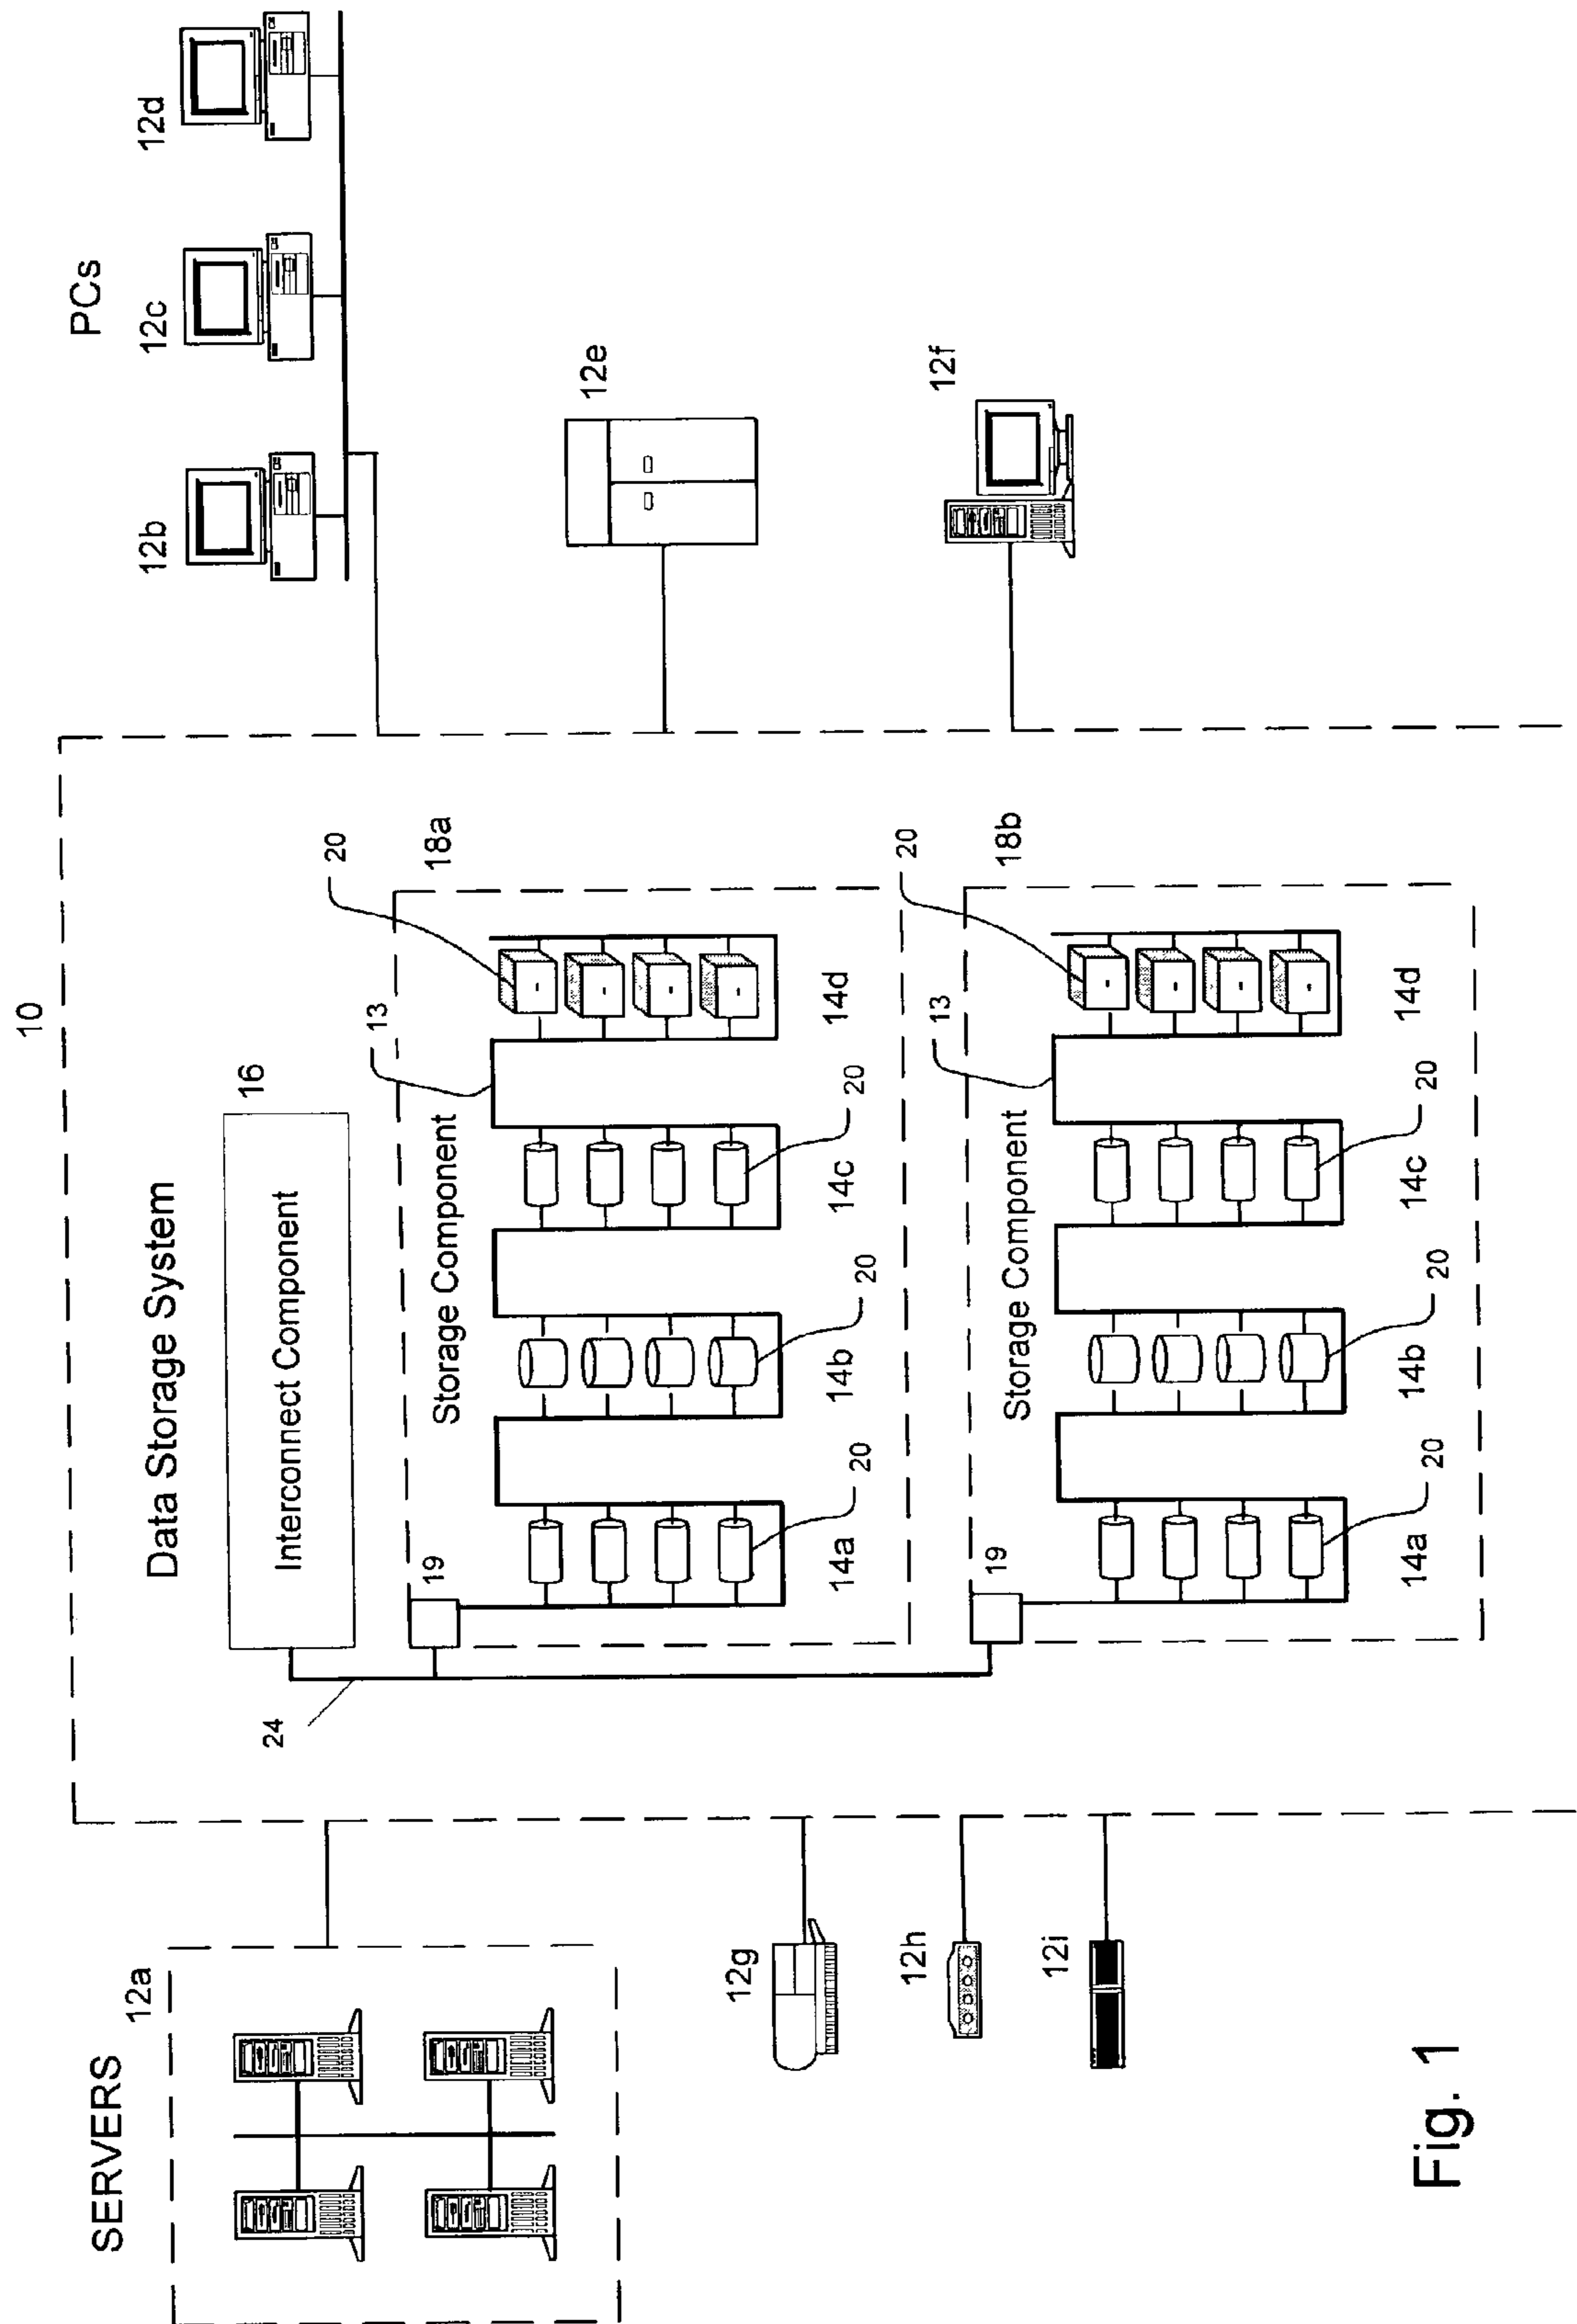 10
SERVERS
12a
Data Storage System
PCs
12b
12c
12d
16
Interconnect Component
24
20
19
Storage Component
13
18a
12e
20
20
20
14a
14b
14c
14d
12g
20
12h
19
Storage Component
13
18b
12f
12i
20
20
20
14a
14b
14c
14d
Fig. 1